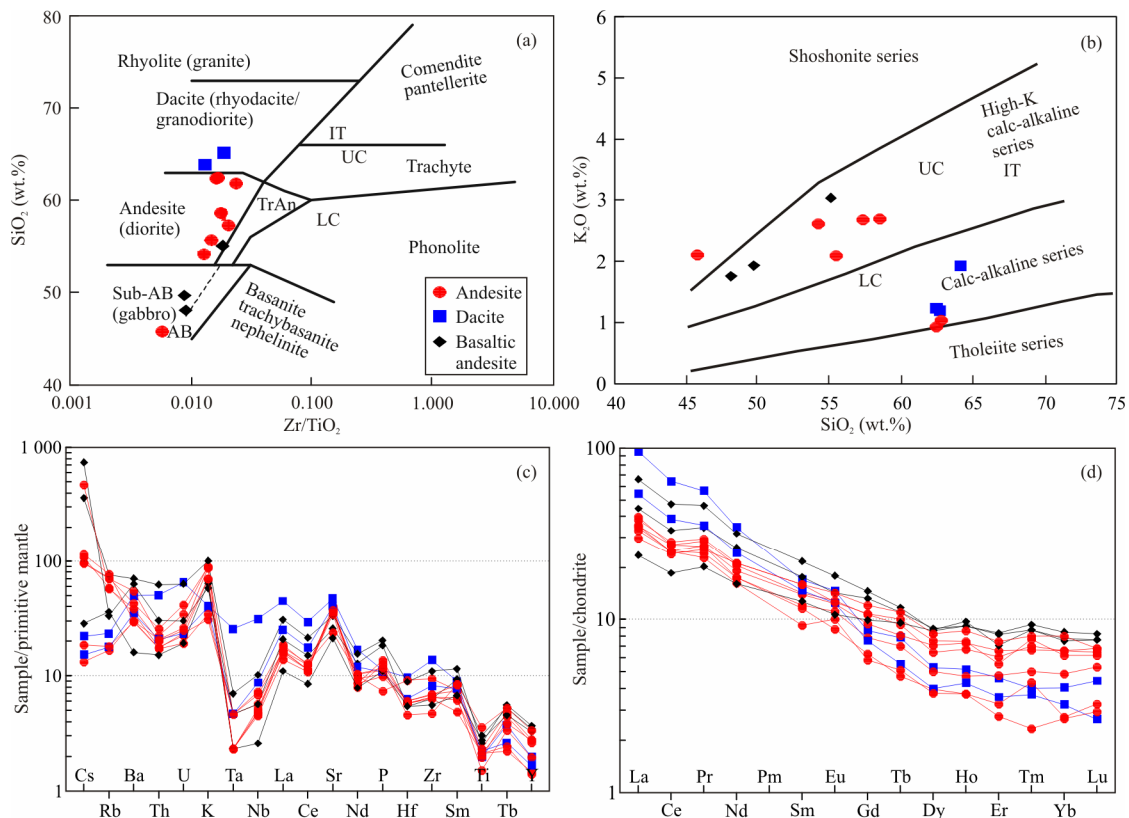 80
(a)
Rhyolite (granite)
Comendite
pantellerite
70
Dacite (rhyodacite/
granodiorite)
IT
UC
Trachyte
60
TrAn
Andesite
(diorite)
LC
Phonolite
50
Sub-AB
(gabbro)
Basanite
trachybasanite
nephelinite
AB
40
SiO₂ (wt.%)
0.001
0.010
0.100
1.000
10.000
Zr/TiO₂
Andesite
Dacite
Basaltic
andesite
6
(b)
Shoshonite series
5
High-K
calc-alkaline
series
4
UC
IT
3
2
LC
Calc-alkaline series
1
Tholeiite series
0
K₂O (wt.%)
40
45
50
55
60
65
70
75
SiO₂ (wt.%)
1 000
(c)
100
10
1
Sample/primitive mantle
Cs
Ba
U
Ta
La
Sr
P
Zr
Ti
Y
Rb
Th
K
Nb
Ce
Nd
Hf
Sm
Tb
100
(d)
10
1
Sample/chondrite
La
Pr
Pm
Eu
Tb
Ho
Tm
Lu
Ce
Nd
Sm
Gd
Dy
Er
Yb